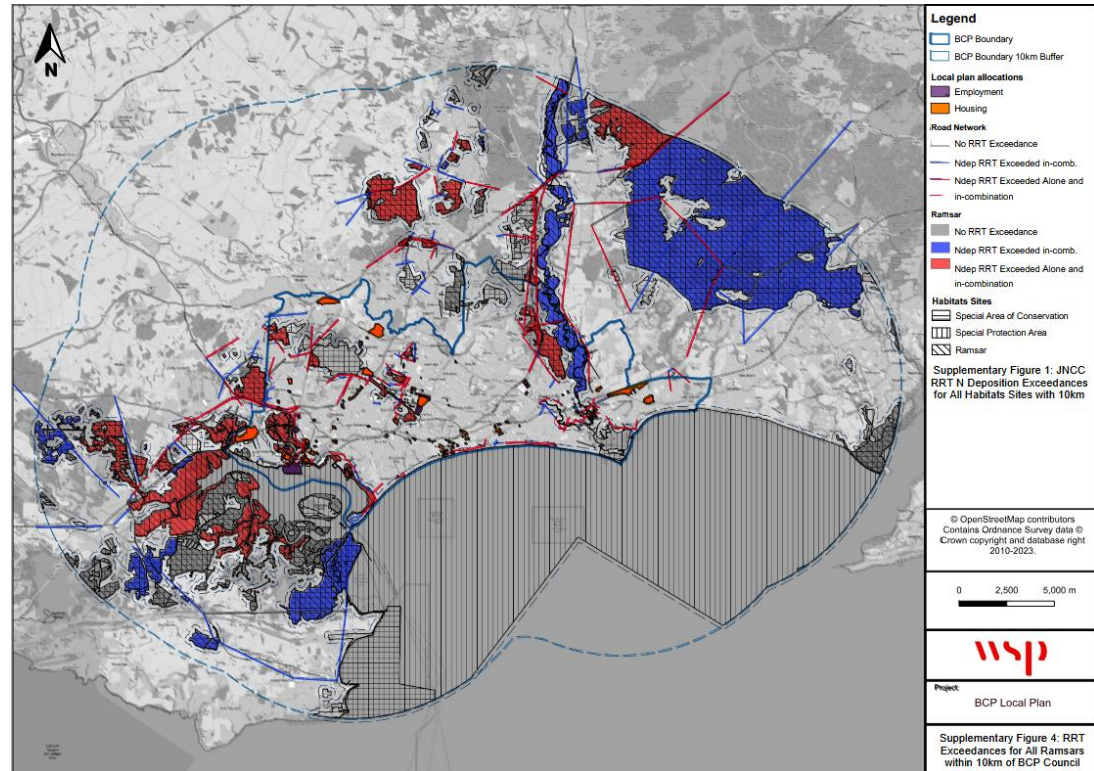 N
Legend
BCP Boundary
BCP Boundary 10km Buffer
Local plan allocations
Employment
Housing
Road Network
No RRT Exceedance
Ndep RRT Exceeded in-comb.
Ndep RRT Exceeded Alone and
in-combination
Ramsar
No RRT Exceedance
Ndep RRT Exceeded in-comb.
Ndep RRT Exceeded Alone and
in-combination
Habitats Sites
Special Area of Conservation
Special Protection Area
Ramsar
Supplementary Figure 1: JNCC
RRT N Deposition Exceedances
for All Habitats Sites with 10km
© OpenStreetMap contributors
Contains Ordnance Survey data ©
Crown copyright and database right
2010-2023.
0 2,500 5,000 m
wsp
Project:
BCP Local Plan
Supplementary Figure 4: RRT
Exceedances for All Ramsars
within 10km of BCP Council